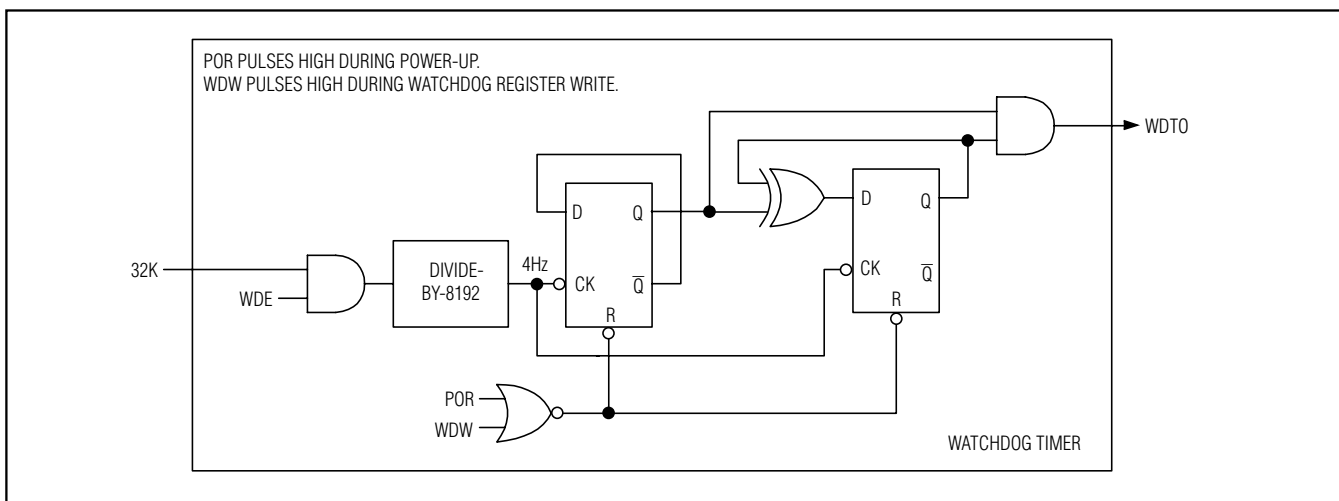 POR PULSES HIGH DURING POWER-UP.
WDW PULSES HIGH DURING WATCHDOG REGISTER WRITE.
WDTO
D
Q
D
Q
32K
DIVIDE-
BY-8192
4Hz
CK
Q̅
CK
Q̅
WDE
R
R
POR
WDW
WATCHDOG TIMER